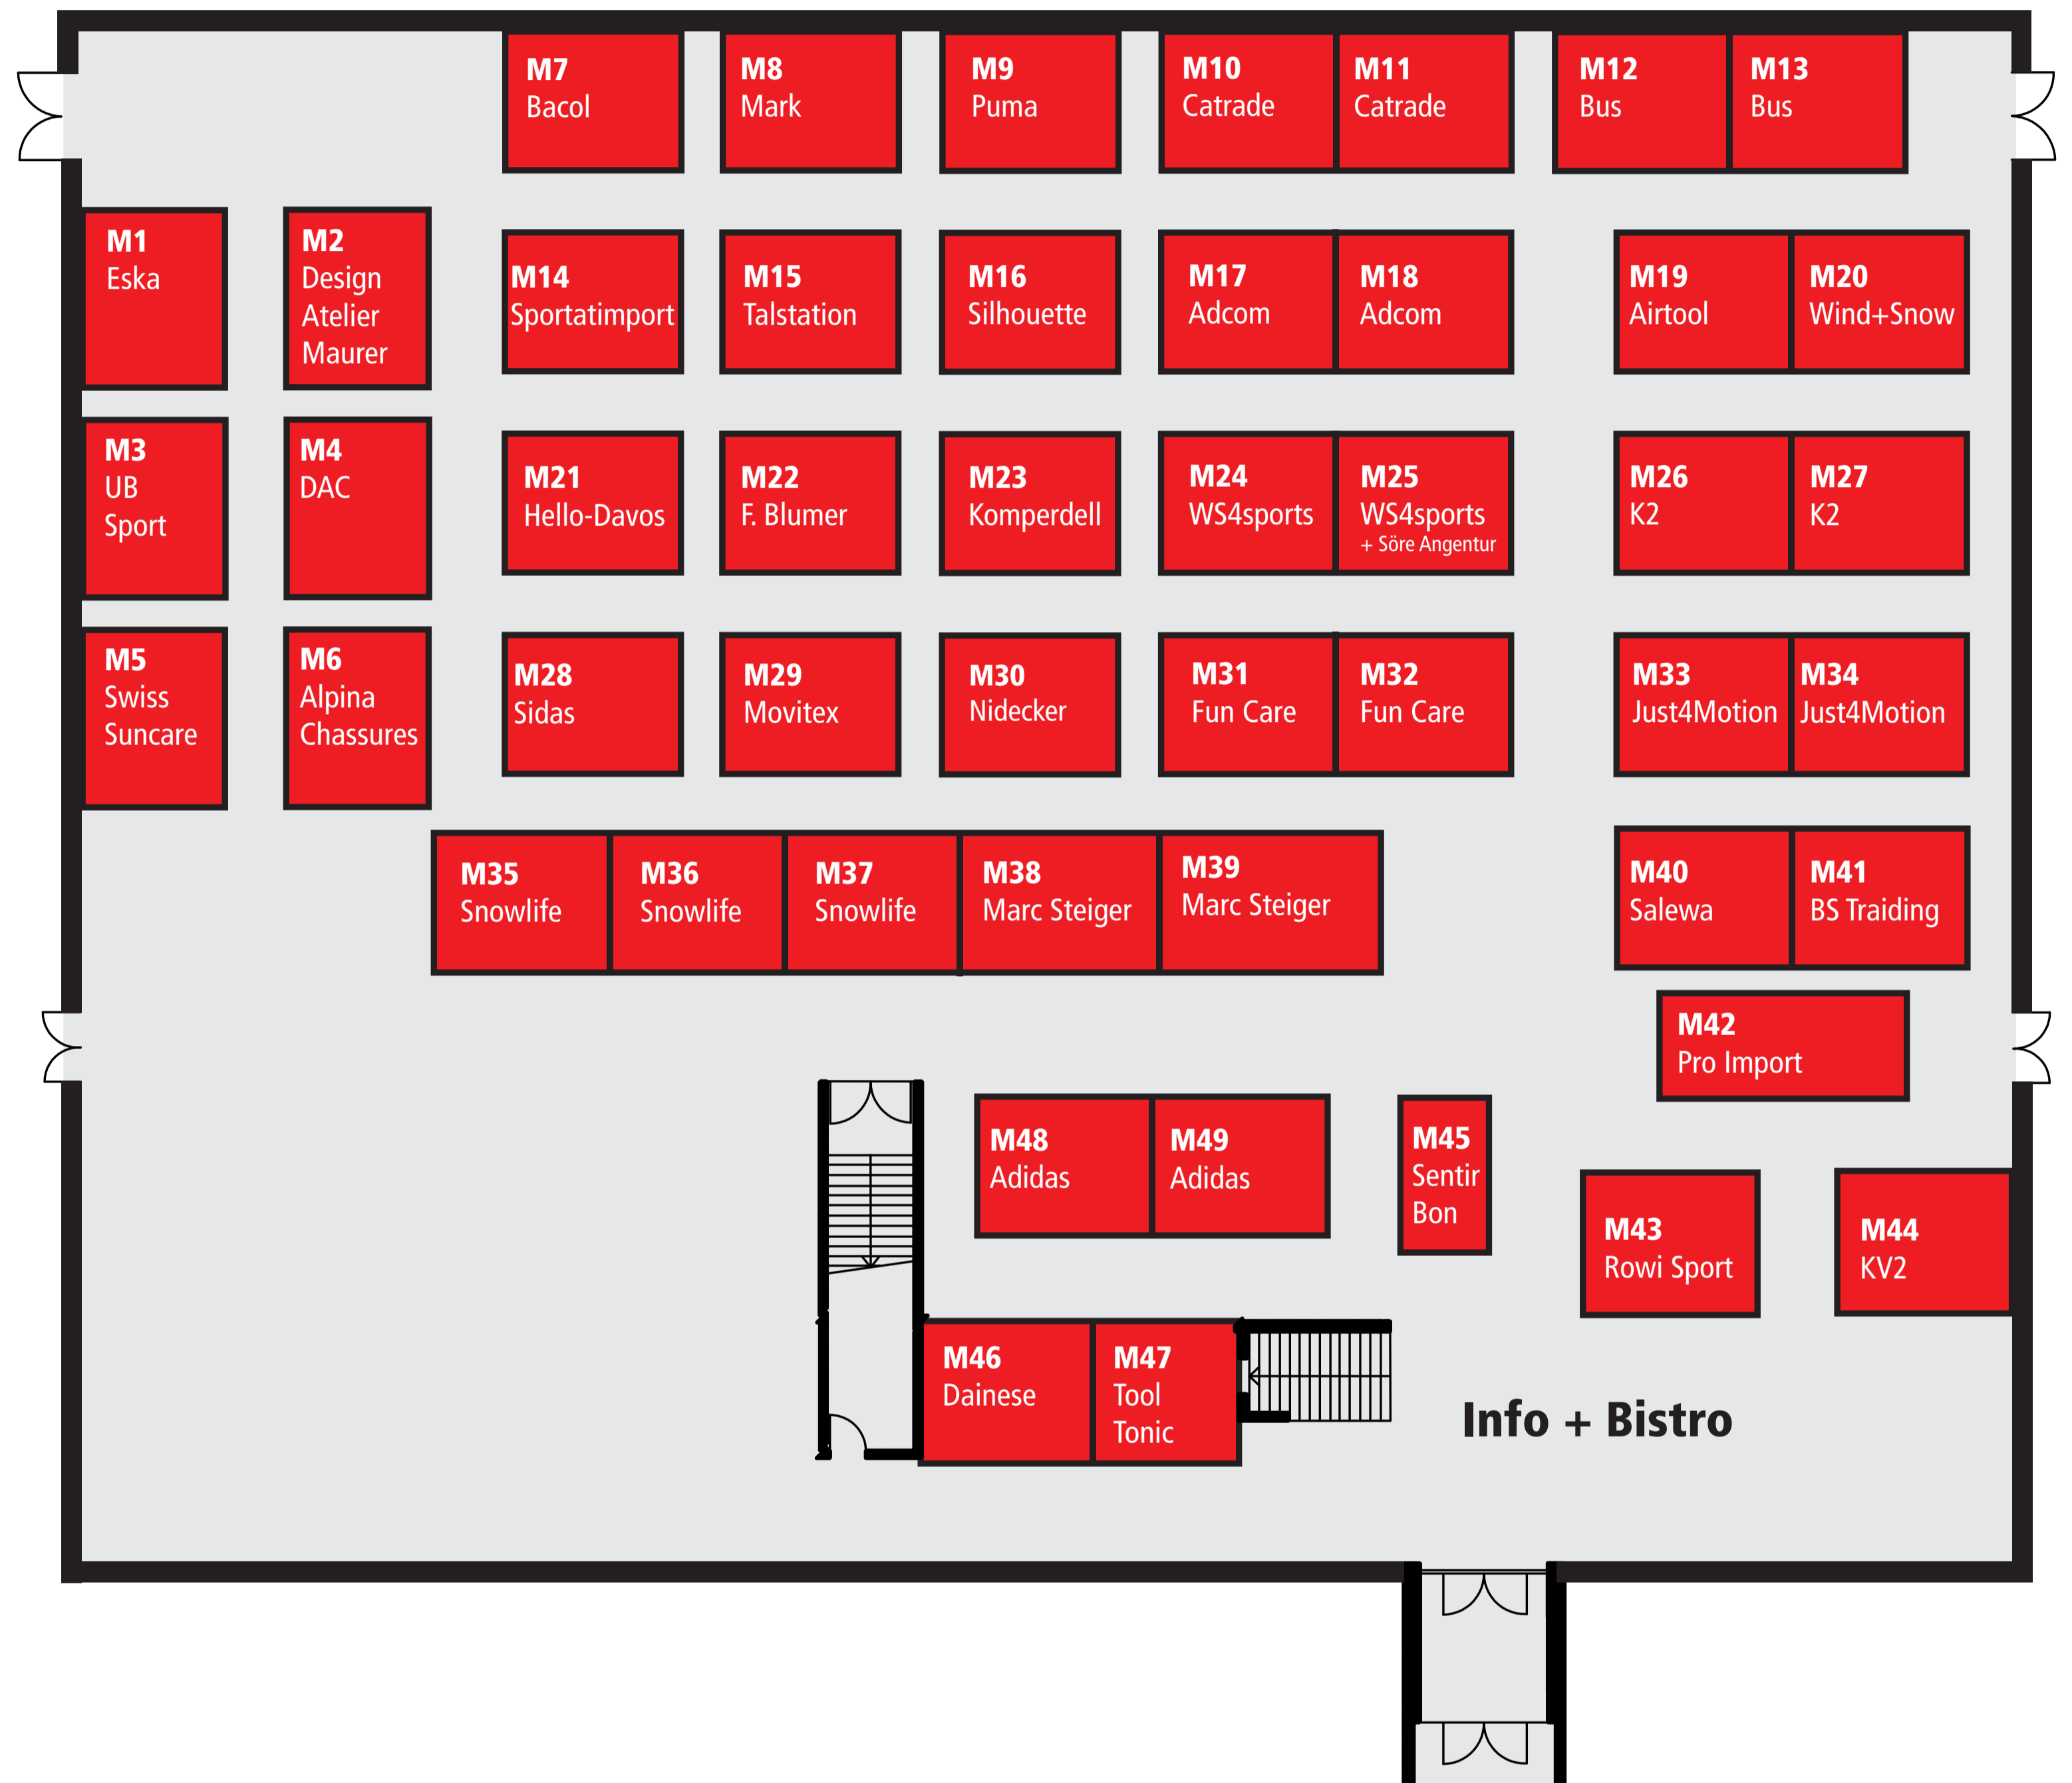 M7
Bacol
M8
Mark
M9
Puma
M10
Catrade
M11
Catrade
M12
Bus
M13
Bus
M1
Eska
M2
Design
Atelier
Maurer
M14
Sportatimport
M15
Talstation
M16
Silhouette
M17
Adcom
M18
Adcom
M19
Airtool
M20
Wind+Snow
M3
UB
Sport
M4
DAC
M21
Hello-Davos
M22
F. Blumer
M23
Komperdell
M24
WS4sports
M25
WS4sports
+ Söre Angentur
M26
K2
M27
K2
M5
Swiss
Suncare
M6
Alpina
Chassures
M28
Sidas
M29
Movitex
M30
Nidecker
M31
Fun Care
M32
Fun Care
M33
Just4Motion
M34
Just4Motion
M35
Snowlife
M36
Snowlife
M37
Snowlife
M38
Marc Steiger
M39
Marc Steiger
M40
Salewa
M41
BS Traiding
M42
Pro Import
M48
Adidas
M49
Adidas
M45
Sentir
Bon
M43
Rowi Sport
M44
KV2
M46
Dainese
M47
Tool
Tonic
Info + Bistro